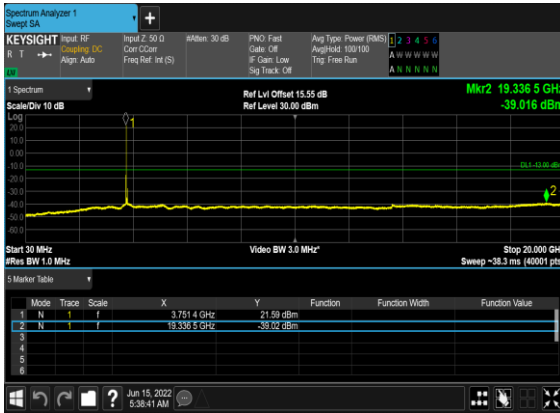 Spectrum Analyzer 1
Swept SA
+
KEYSIGHT
R T
LXI
Input: RF
Coupling: DC
Align: Auto
Input Z: 50 Ω
Corr CCorr
Freq Ref: Int (S)
#Atten: 30 dB
PNO: Fast
Gate: Off
IF Gain: Low
Sig Track: Off
Avg Type: Power (RMS)
Avg|Hold: 100/100
Trig: Free Run
1 2 3 4 5 6
A W W W W W
A N N N N N
1 Spectrum
Scale/Div 10 dB
Ref Lvl Offset 15.55 dB
Ref Level 30.00 dBm
Mkr2 19.336 5 GHz
-39.016 dBm
Log
1
20.0
10.0
0.00
-10.0
DL1 -13.00 dBm
-20.0
-30.0
2
-40.0
-50.0
-60.0
Start 30 MHz
Video BW 3.0 MHz*
Stop 20.000 GHz
#Res BW 1.0 MHz
Sweep ~38.3 ms (40001 pts)
5 Marker Table
Mode Trace Scale X Y Function Function Width Function Value
1 N 1 f 3.751 4 GHz 21.59 dBm
2 N 1 f 19.336 5 GHz -39.02 dBm
3
4
5
6
?
Jun 15, 2022
5:38:41 AM